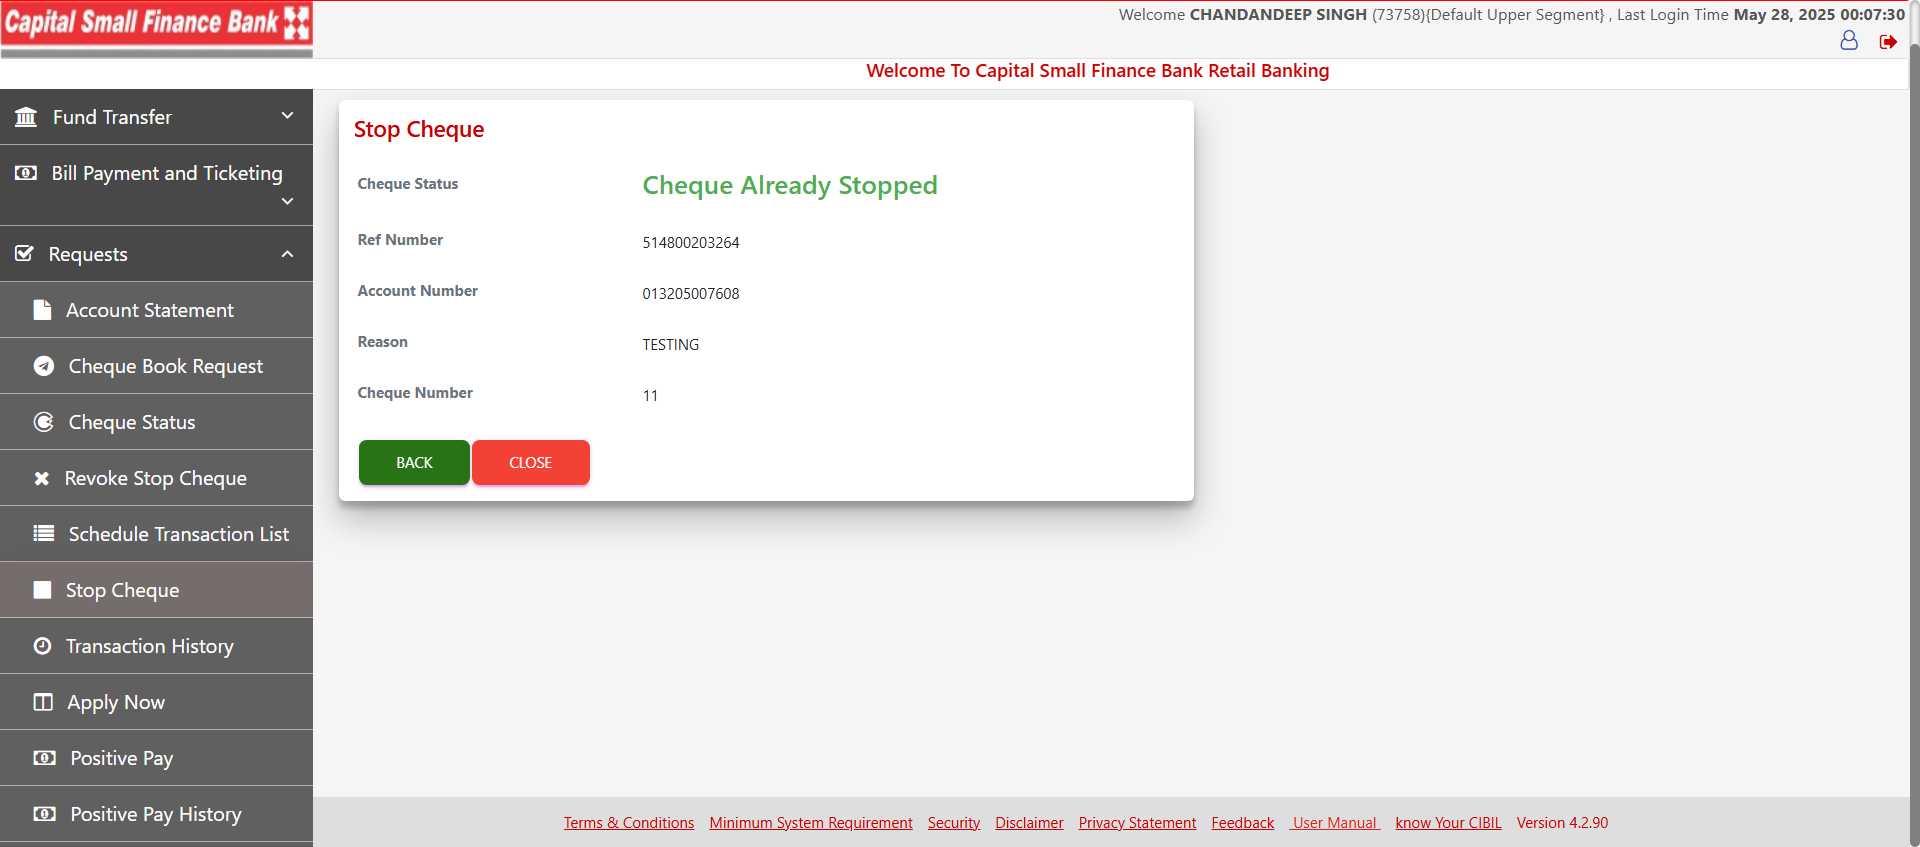 Capital Small Finance Bank
Welcome CHANDANDEEP SINGH (73758){Default Upper Segment} , Last Login Time May 28, 2025 00:07:30
Welcome To Capital Small Finance Bank Retail Banking
Fund Transfer
Bill Payment and Ticketing
Requests
Account Statement
Cheque Book Request
Cheque Status
Revoke Stop Cheque
Schedule Transaction List
Stop Cheque
Transaction History
Apply Now
Positive Pay
Positive Pay History
Stop Cheque
Cheque Status Cheque Already Stopped
Ref Number 514800203264
Account Number 013205007608
Reason TESTING
Cheque Number 11
BACK CLOSE
Terms & Conditions Minimum System Requirement Security Disclaimer Privacy Statement Feedback User Manual know Your CIBIL Version 4.2.90